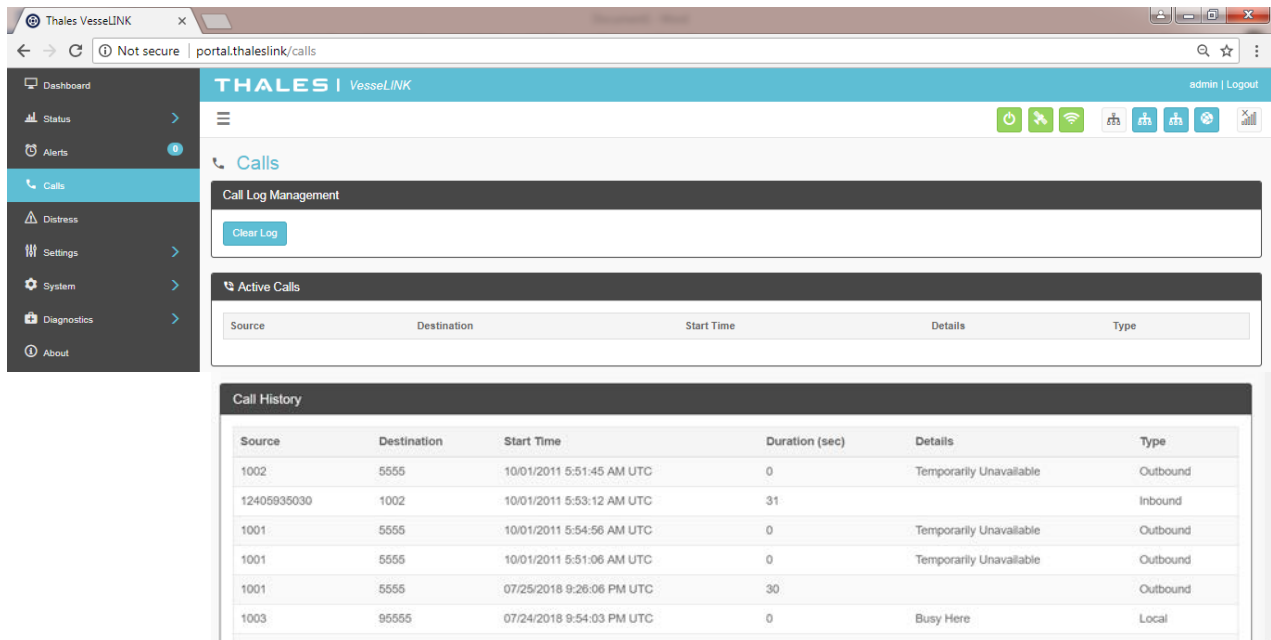 Thales VesselLINK
Document1 - Word
Not secure | portal.thaleslink/calls
Dashboard
Status
Alerts 0
Calls
Distress
Settings
System
Diagnostics
About
THALES | VesseLINK
admin | Logout
Calls
Call Log Management
Clear Log
Active Calls
Source Destination Start Time Details Type
Call History
Source Destination Start Time Duration (sec) Details Type
1002 5555 10/01/2011 5:51:45 AM UTC 0 Temporarily Unavailable Outbound
12405935030 1002 10/01/2011 5:53:12 AM UTC 31 Inbound
1001 5555 10/01/2011 5:54:56 AM UTC 0 Temporarily Unavailable Outbound
1001 5555 10/01/2011 5:51:06 AM UTC 0 Temporarily Unavailable Outbound
1001 5555 07/25/2018 9:26:06 PM UTC 30 Outbound
1003 95555 07/24/2018 9:54:03 PM UTC 0 Busy Here Local